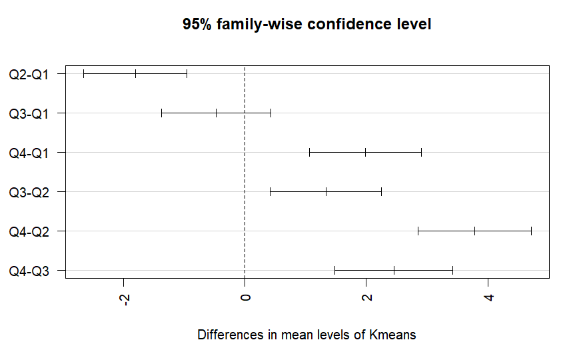 95% family-wise confidence level
Q2-Q1
Q3-Q1
Q4-Q1
Q3-Q2
Q4-Q2
Q4-Q3
-2 0 2 4
Differences in mean levels of Kmeans